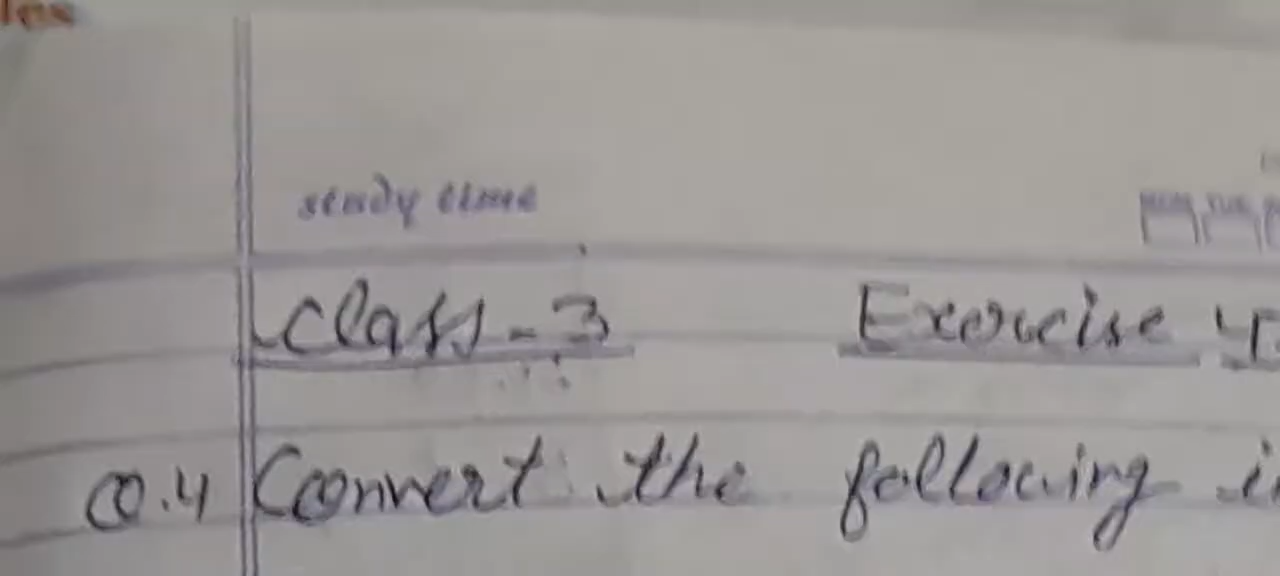 study time
Class - 3 Exercise
Q.4 Convert the following